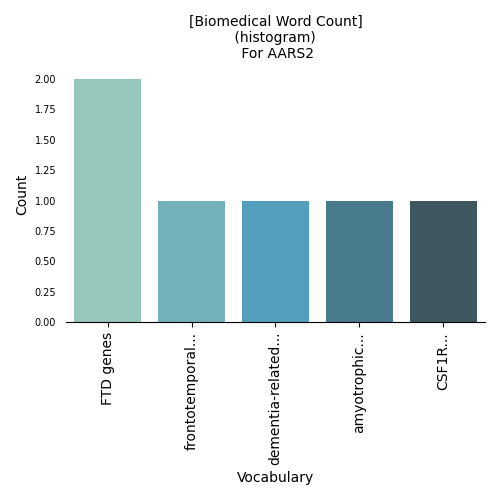 [Biomedical Word Count]
(histogram)
For AARS2
Count
2.00
1.75
1.50
1.25
1.00
0.75
0.50
0.25
0.00
FTD genes
frontotemporal...
dementia-related...
amyotrophic...
CSF1R...
Vocabulary